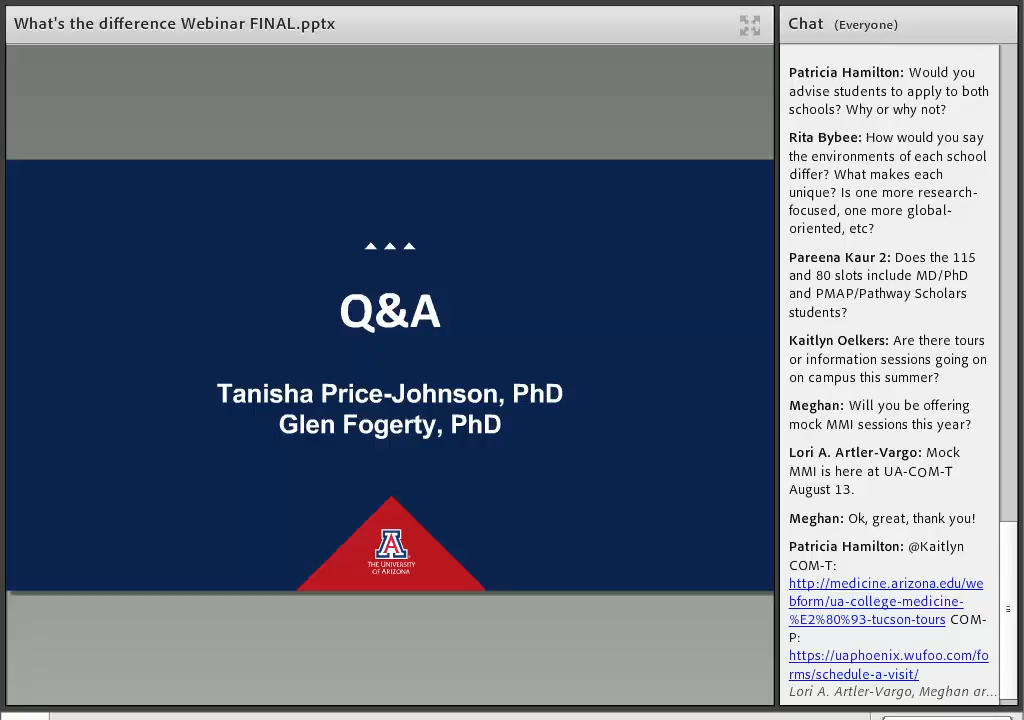 What's the difference Webinar FINAL.pptx
Q&A
Tanisha Price-Johnson, PhD
Glen Fogerty, PhD
A
THE UNIVERSITY
OF ARIZONA
Chat (Everyone)
Patricia Hamilton: Would you
advise students to apply to both
schools? Why or why not?
Rita Bybee: How would you say
the environments of each school
differ? What makes each
unique? Is one more research-
focused, one more global-
oriented, etc?
Pareena Kaur 2: Does the 115
and 80 slots include MD/PhD
and PMAP/Pathway Scholars
students?
Kaitlyn Oelkers: Are there tours
or information sessions going on
on campus this summer?
Meghan: Will you be offering
mock MMI sessions this year?
Lori A. Artler-Vargo: Mock
MMI is here at UA-COM-T
August 13.
Meghan: Ok, great, thank you!
Patricia Hamilton: @Kaitlyn
COM-T:
http://medicine.arizona.edu/we
bform/ua-college-medicine-
%E2%80%93-tucson-tours COM-
P:
https://uaphoenix.wufoo.com/fo
rms/schedule-a-visit/
Lori A. Artler-Vargo, Meghan ar...